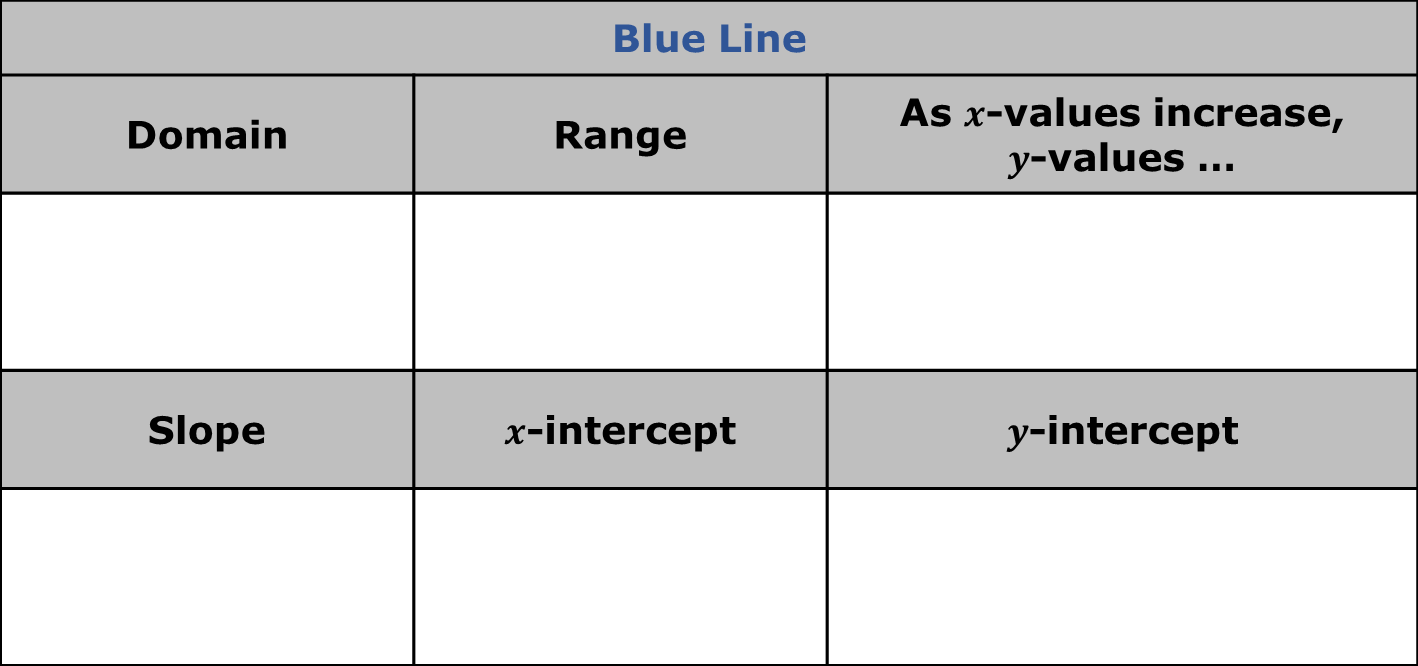 Blue Line
Domain
Range
As x-values increase,
y-values ...
Slope
x-intercept
y-intercept